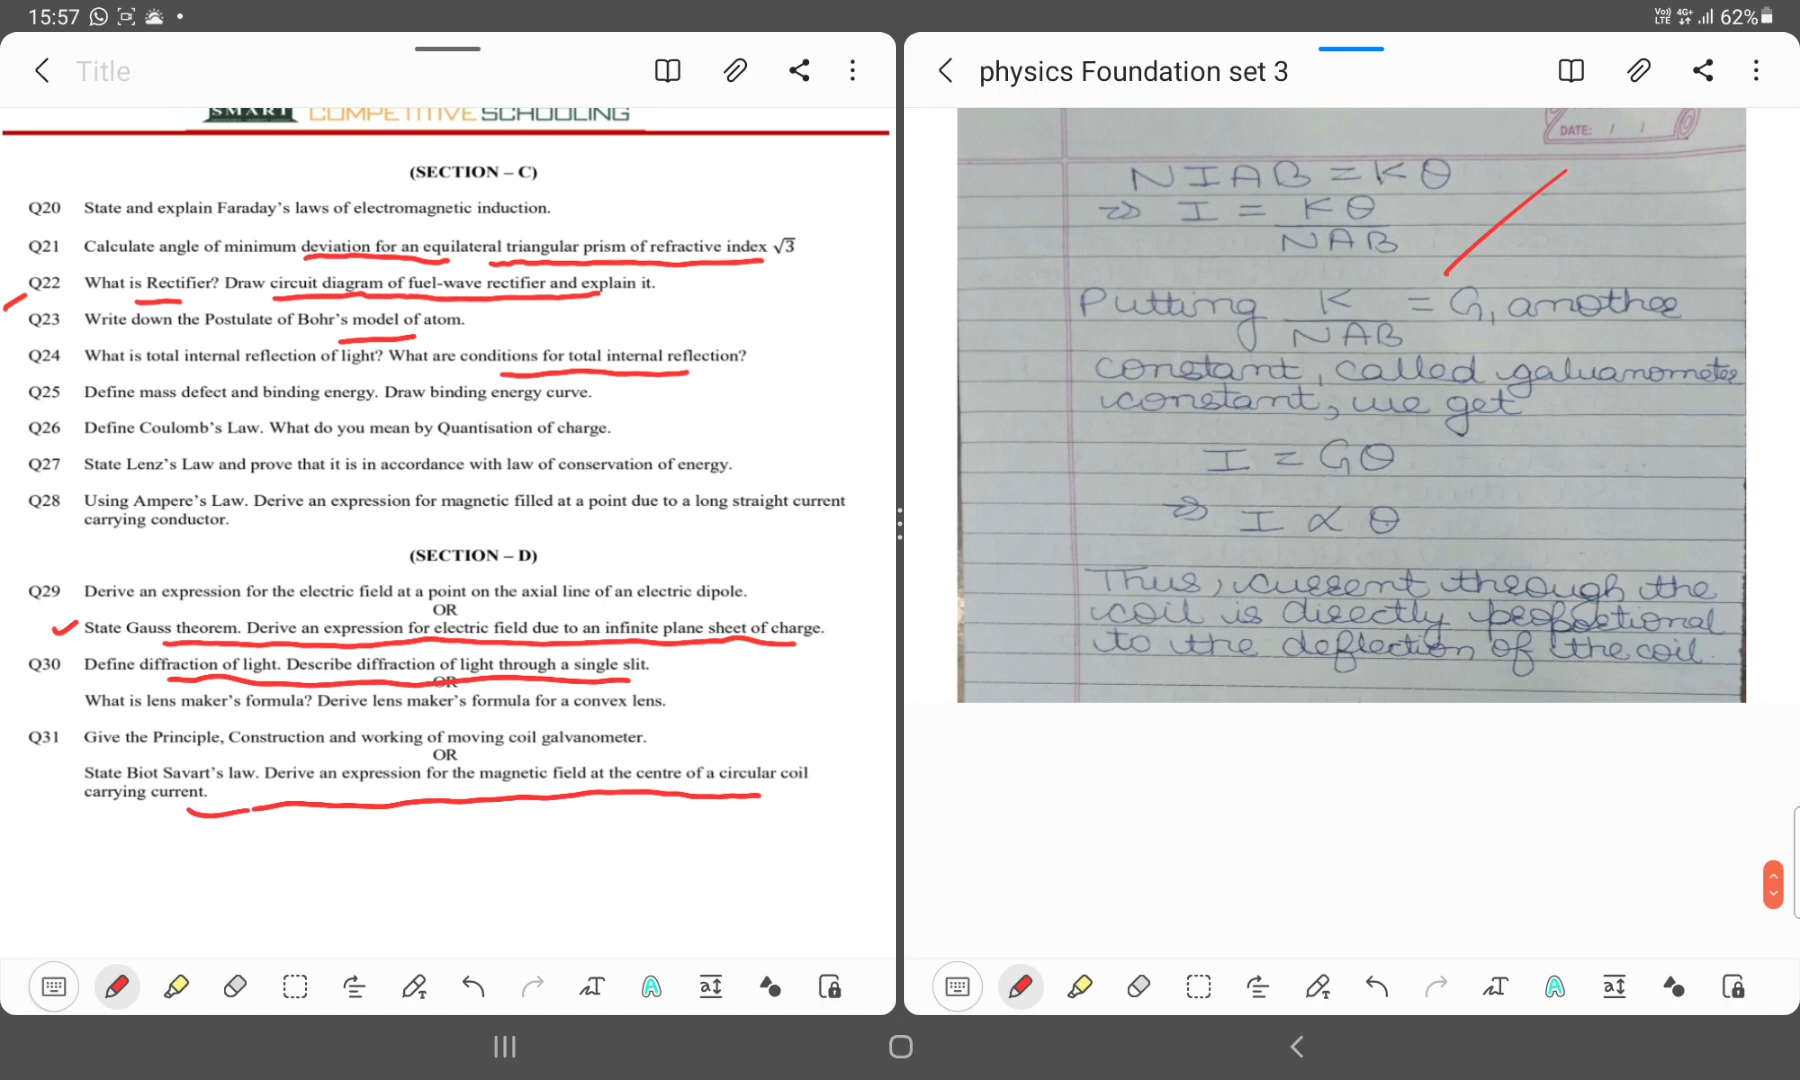 15:57
Vo)) LTE 4G+ 62%
Title
SMART COMPETITIVE SCHOOLING
(SECTION – C)
Q20 State and explain Faraday's laws of electromagnetic induction.
Q21 Calculate angle of minimum deviation for an equilateral triangular prism of refractive index √3
Q22 What is Rectifier? Draw circuit diagram of fuel-wave rectifier and explain it.
Q23 Write down the Postulate of Bohr's model of atom.
Q24 What is total internal reflection of light? What are conditions for total internal reflection?
Q25 Define mass defect and binding energy. Draw binding energy curve.
Q26 Define Coulomb's Law. What do you mean by Quantisation of charge.
Q27 State Lenz's Law and prove that it is in accordance with law of conservation of energy.
Q28 Using Ampere's Law. Derive an expression for magnetic filled at a point due to a long straight current
carrying conductor.
(SECTION – D)
Q29 Derive an expression for the electric field at a point on the axial line of an electric dipole.
OR
State Gauss theorem. Derive an expression for electric field due to an infinite plane sheet of charge.
Q30 Define diffraction of light. Describe diffraction of light through a single slit.
OR
What is lens maker's formula? Derive lens maker's formula for a convex lens.
Q31 Give the Principle, Construction and working of moving coil galvanometer.
OR
State Biot Savart's law. Derive an expression for the magnetic field at the centre of a circular coil
carrying current.
physics Foundation set 3
DATE: / /
NIAB = Kθ
⇒ I = Kθ
NAB
Putting K = G, another
NAB
constant, called galvanometer
constant, we get
I = Gθ
⇒ I ∝ θ
Thus, current through the
coil is directly propostional
to the deflection of the coil.